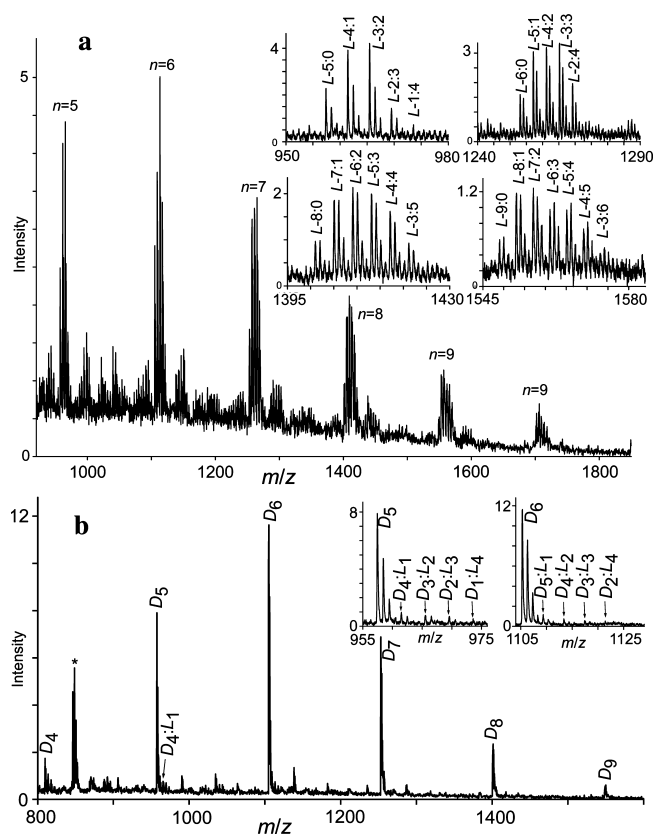 a
Intensity
5
0
n=5
n=6
n=7
n=8
n=9
n=9
1000
1200
1400
1600
1800
m/z
4
2
0
L-5:0
L-4:1
L-3:2
L-2:3
L-1:4
950
980
3
0
L-6:0
L-5:1
L-4:2
L-3:3
L-2:4
1240
1290
2
1
0
L-8:0
L-7:1
L-6:2
L-5:3
L-4:4
L-3:5
1395
1430
1.2
0
L-9:0
L-8:1
L-7:2
L-6:3
L-5:4
L-4:5
L-3:6
1545
1580
b
Intensity
12
0
D4
*
D5
D4:L1
D6
D7
D8
D9
800
1000
1200
1400
m/z
8
0
D5
D4:L1
D3:L2
D2:L3
D1:L4
955
975
m/z
12
0
D6
D5:L1
D4:L2
D3:L3
D2:L4
1105
1125
m/z